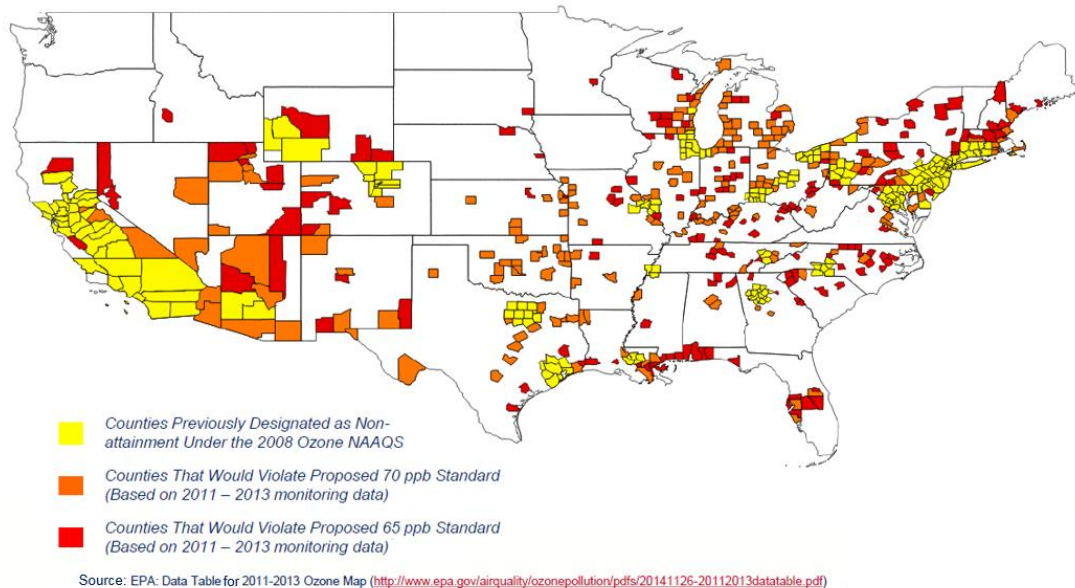 Counties Previously Designated as Non-
attainment Under the 2008 Ozone NAAQS
Counties That Would Violate Proposed 70 ppb Standard
(Based on 2011 – 2013 monitoring data)
Counties That Would Violate Proposed 65 ppb Standard
(Based on 2011 – 2013 monitoring data)
Source: EPA: Data Table for 2011-2013 Ozone Map (http://www.epa.gov/airquality/ozonepollution/pdfs/20141126-20112013datatable.pdf)